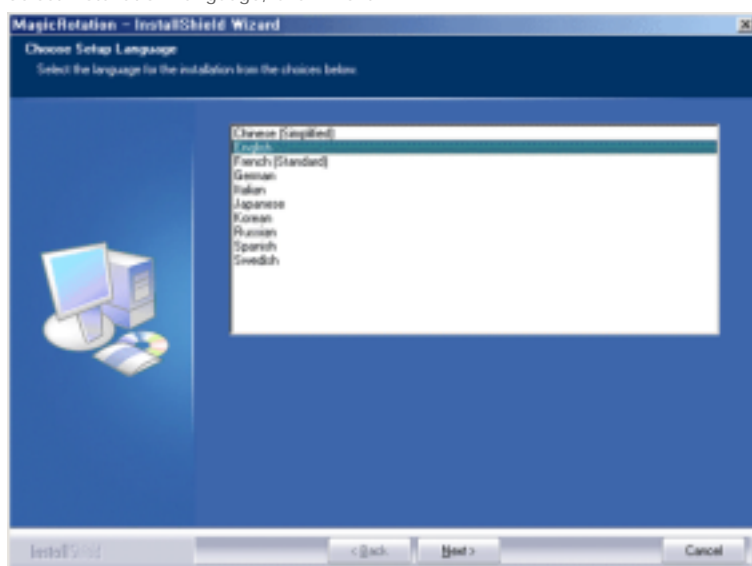 MagicRotation - InstallShield Wizard
Choose Setup Language
Select the language for the installation from the choices below.
Chinese (Simplified)
English
French (Standard)
German
Italian
Japanese
Korean
Russian
Spanish
Swedish
InstallShield
< Back
Next >
Cancel